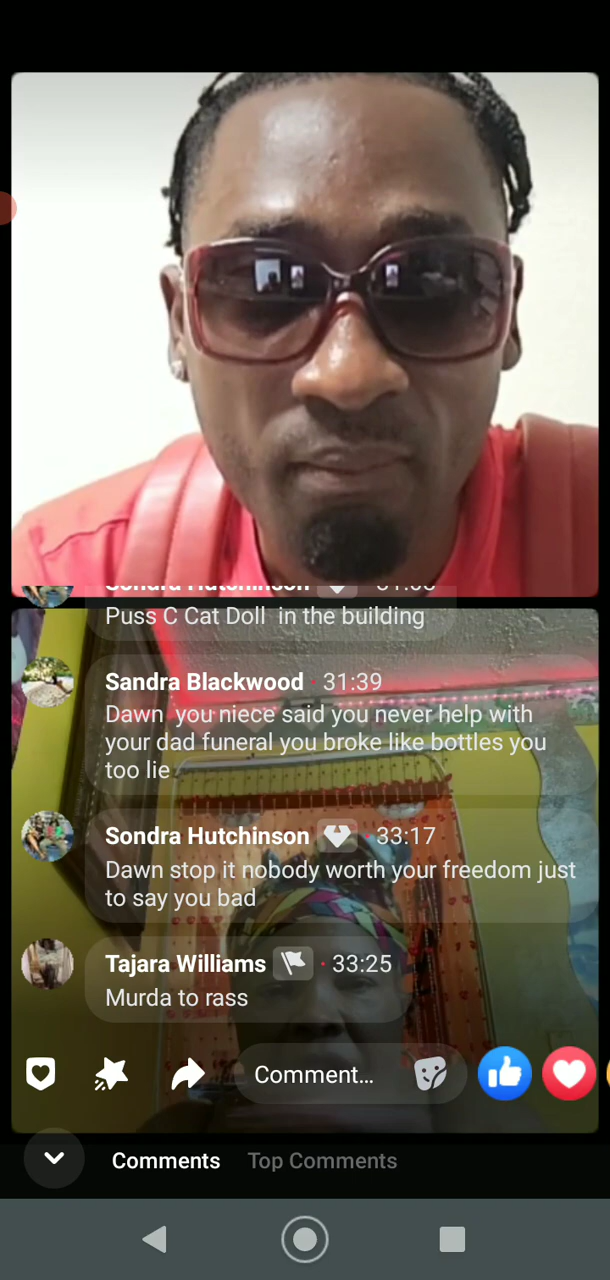 Sondra Hutchinson
Puss C Cat Doll in the building
Sandra Blackwood · 31:39
Dawn you niece said you never help with
your dad funeral you broke like bottles you
too lie
Sondra Hutchinson · 33:17
Dawn stop it nobody worth your freedom just
to say you bad
Tajara Williams · 33:25
Murda to rass
Comment...
Comments Top Comments